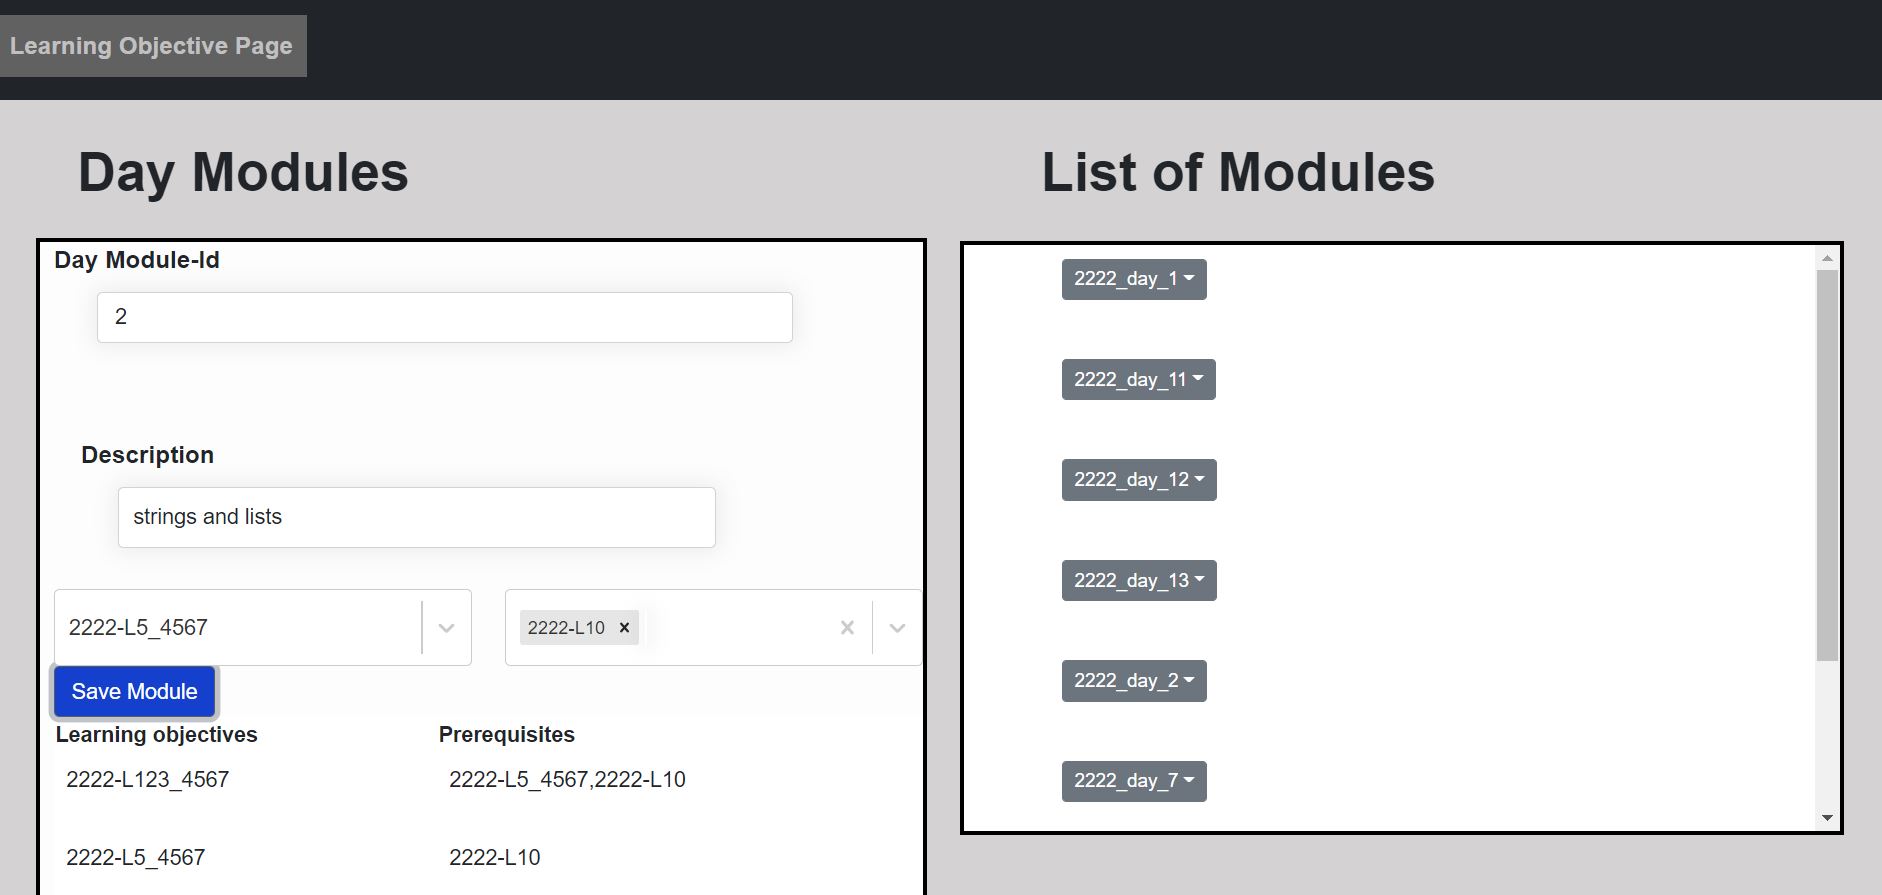 Learning Objective Page
Day Modules
Day Module-Id
2
Description
strings and lists
2222-L5_4567
2222-L10
Save Module
Learning objectives Prerequisites
2222-L123_4567 2222-L5_4567,2222-L10
2222-L5_4567 2222-L10
List of Modules
2222_day_1
2222_day_11
2222_day_12
2222_day_13
2222_day_2
2222_day_7